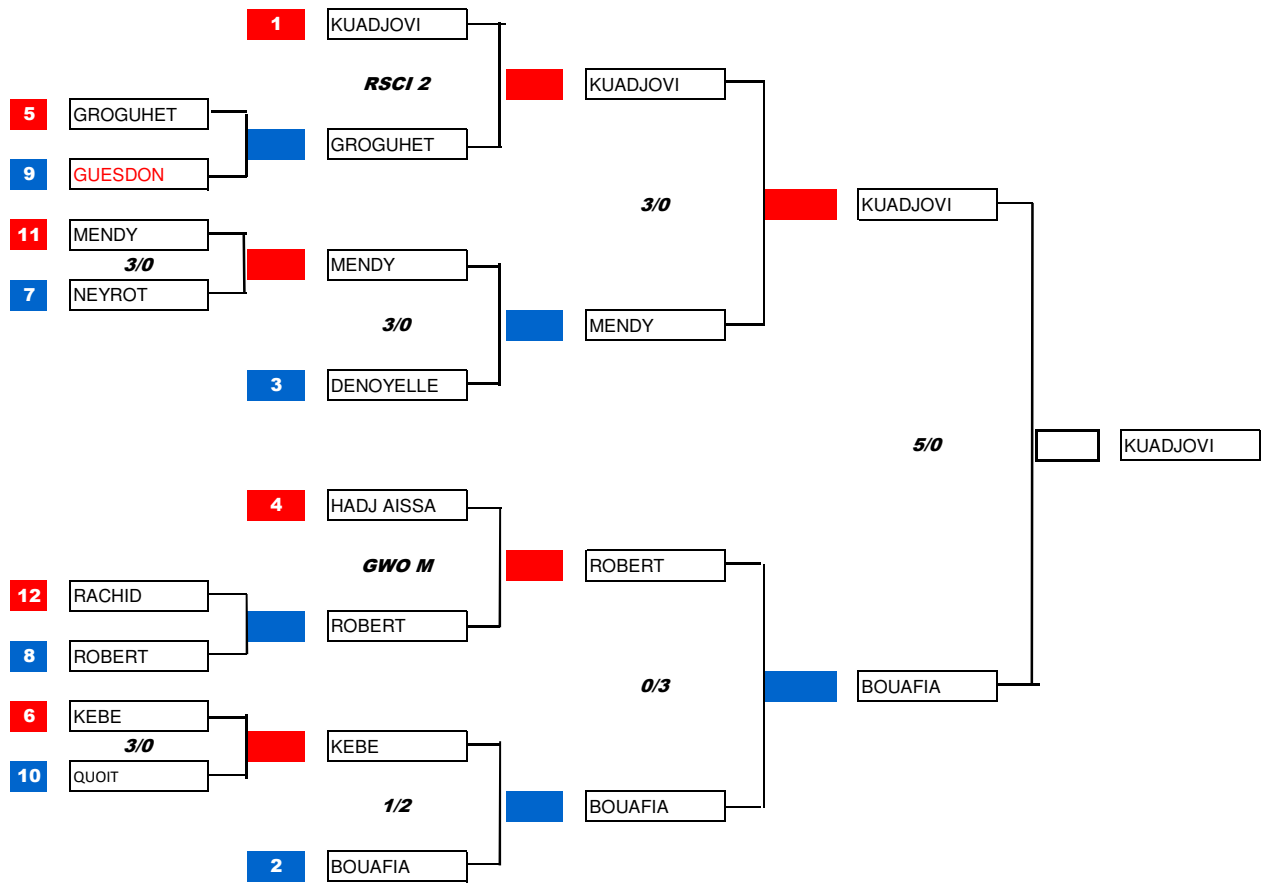 1 KUADJOVI
RSCI 2
KUADJOVI
5 GROGUHET
GROGUHET
9 GUESDON
3/0
KUADJOVI
11 MENDY
3/0
MENDY
7 NEYROT
3/0
MENDY
3 DENOYELLE
5/0
KUADJOVI
4 HADJ AISSA
GWO M
ROBERT
12 RACHID
ROBERT
8 ROBERT
0/3
BOUAFIA
6 KEBE
3/0
KEBE
10 QUOIT
1/2
BOUAFIA
2 BOUAFIA